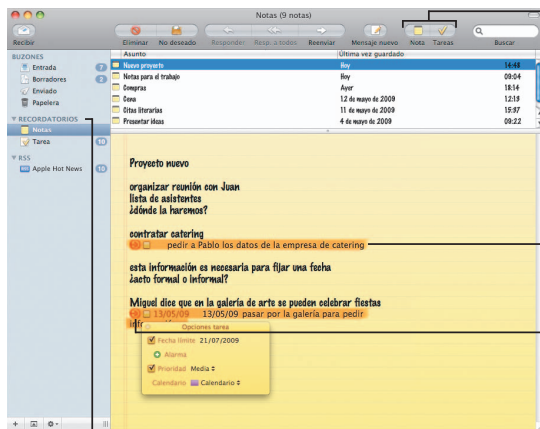 Notas (9 notas)
Recibir Eliminar No deseado Responder Resp. a todos Reenviar Mensaje nuevo Nota Tareas Buscar
BUZONES
Entrada 7
Borradores 2
Enviado
Papelera
RECORDATORIOS
Notas
Tarea 10
RSS
Apple Hot News 10
Asunto Última vez guardado
Nuevo proyecto Hoy 14:48
Notas para el trabajo Hoy 09:04
Compras Ayer 18:14
Cena 12 de mayo de 2009 12:15
Citas literarias 11 de mayo de 2009 15:37
Presentar ideas 4 de mayo de 2009 09:22
Proyecto nuevo
organizar reunión con Juan
lista de asistentes
¿dónde la haremos?
contratar catering
pedir a Pablo los datos de la empresa de catering
esta información es necesaria para fijar una fecha
¿acto formal o informal?
Miguel dice que en la galería de arte se pueden celebrar fiestas
13/05/09 13/05/09 pasar por la galería para pedir
Opciones tarea
Fecha límite 21/07/2009
Alarma
Prioridad Media
Calendario Calendario